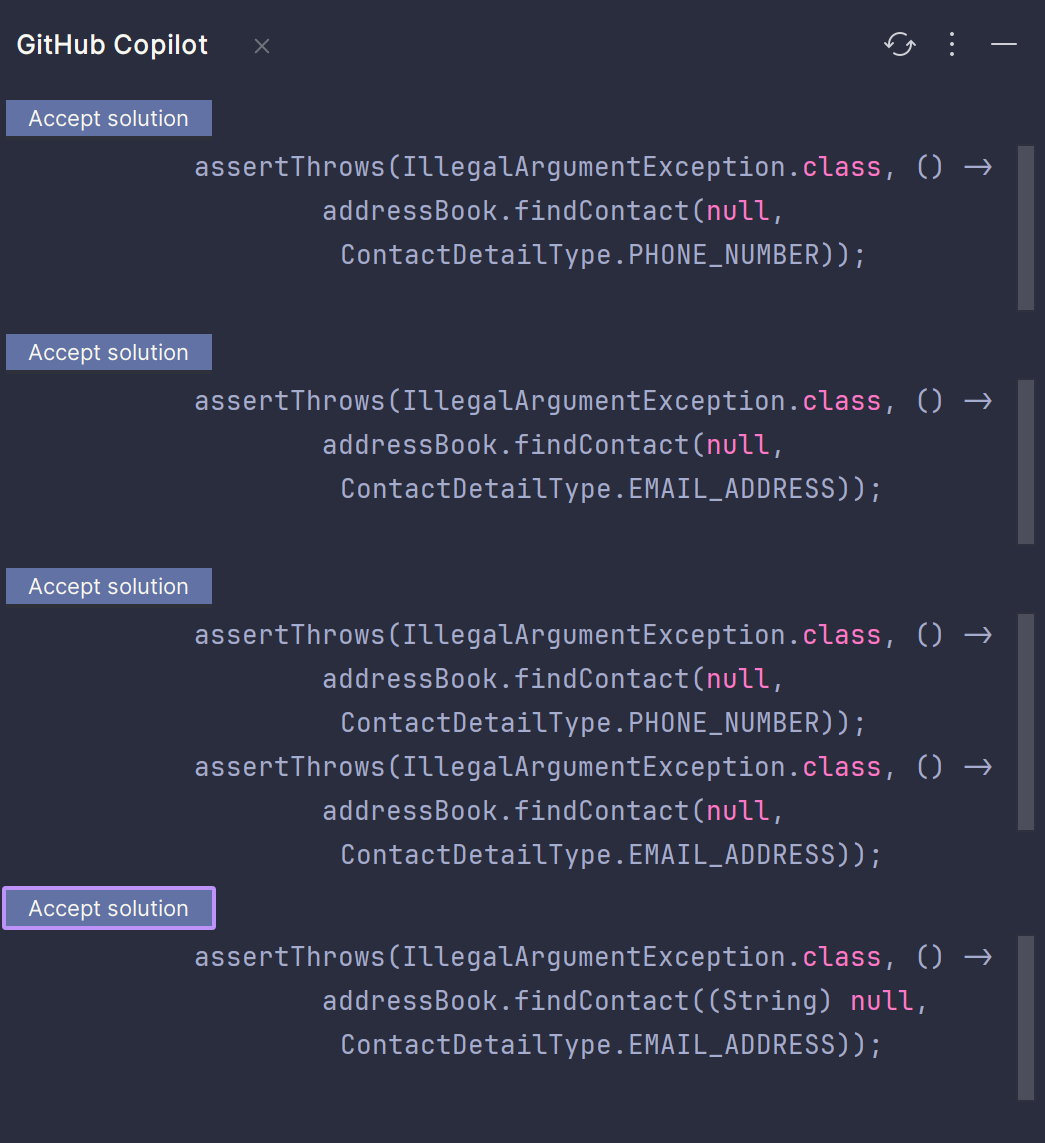 GitHub Copilot
Accept solution
assertThrows(IllegalArgumentException.class, () →
addressBook.findContact(null,
ContactDetailType.PHONE_NUMBER));
Accept solution
assertThrows(IllegalArgumentException.class, () →
addressBook.findContact(null,
ContactDetailType.EMAIL_ADDRESS));
Accept solution
assertThrows(IllegalArgumentException.class, () →
addressBook.findContact(null,
ContactDetailType.PHONE_NUMBER));
assertThrows(IllegalArgumentException.class, () →
addressBook.findContact(null,
ContactDetailType.EMAIL_ADDRESS));
Accept solution
assertThrows(IllegalArgumentException.class, () →
addressBook.findContact((String) null,
ContactDetailType.EMAIL_ADDRESS));